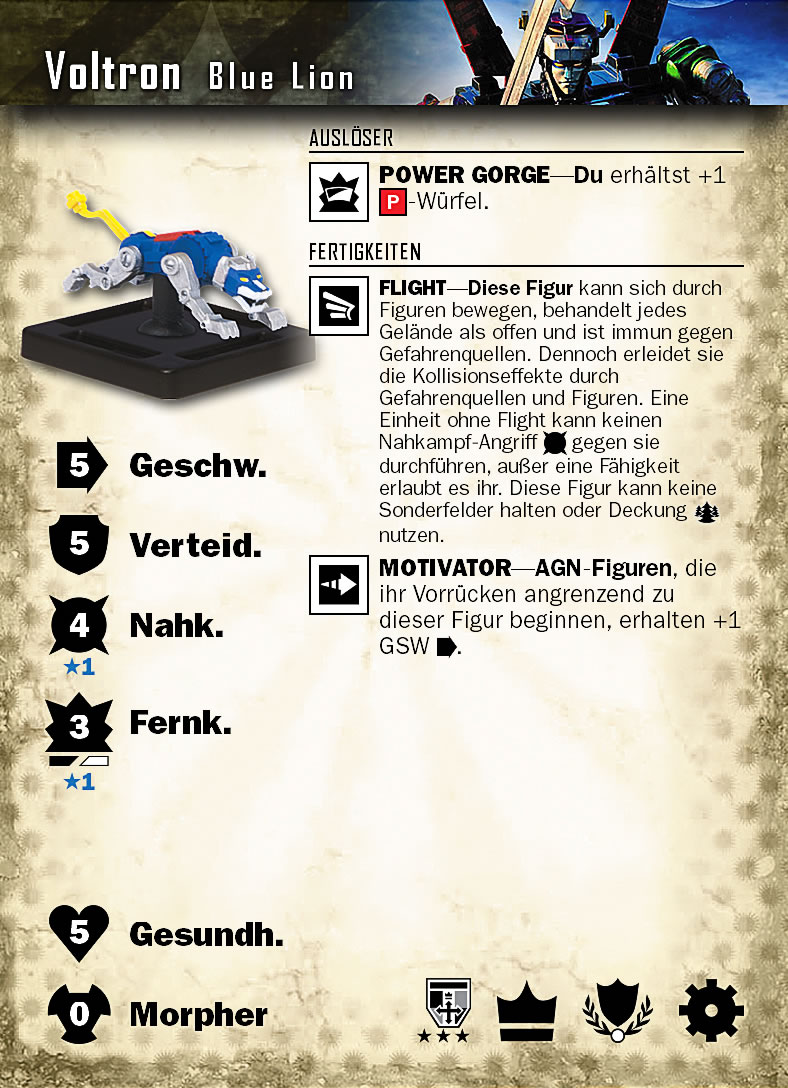 Voltron Blue Lion
AUSLÖSER
POWER GORGE—Du erhältst +1
P-Würfel.
FERTIGKEITEN
FLIGHT—Diese Figur kann sich durch
Figuren bewegen, behandelt jedes
Gelände als offen und ist immun gegen
Gefahrenquellen. Dennoch erleidet sie
die Kollisionseffekte durch
Gefahrenquellen und Figuren. Eine
Einheit ohne Flight kann keinen
Nahkampf-Angriff gegen sie
durchführen, außer eine Fähigkeit
erlaubt es ihr. Diese Figur kann keine
Sonderfelder halten oder Deckung
nutzen.
MOTIVATOR—AGN-Figuren, die
ihr Vorrücken angrenzend zu
dieser Figur beginnen, erhalten +1
GSW .
5 Geschw.
5 Verteid.
4 Nahk.
★1
3 Fernk.
★1
5 Gesundh.
0 Morpher
★★★